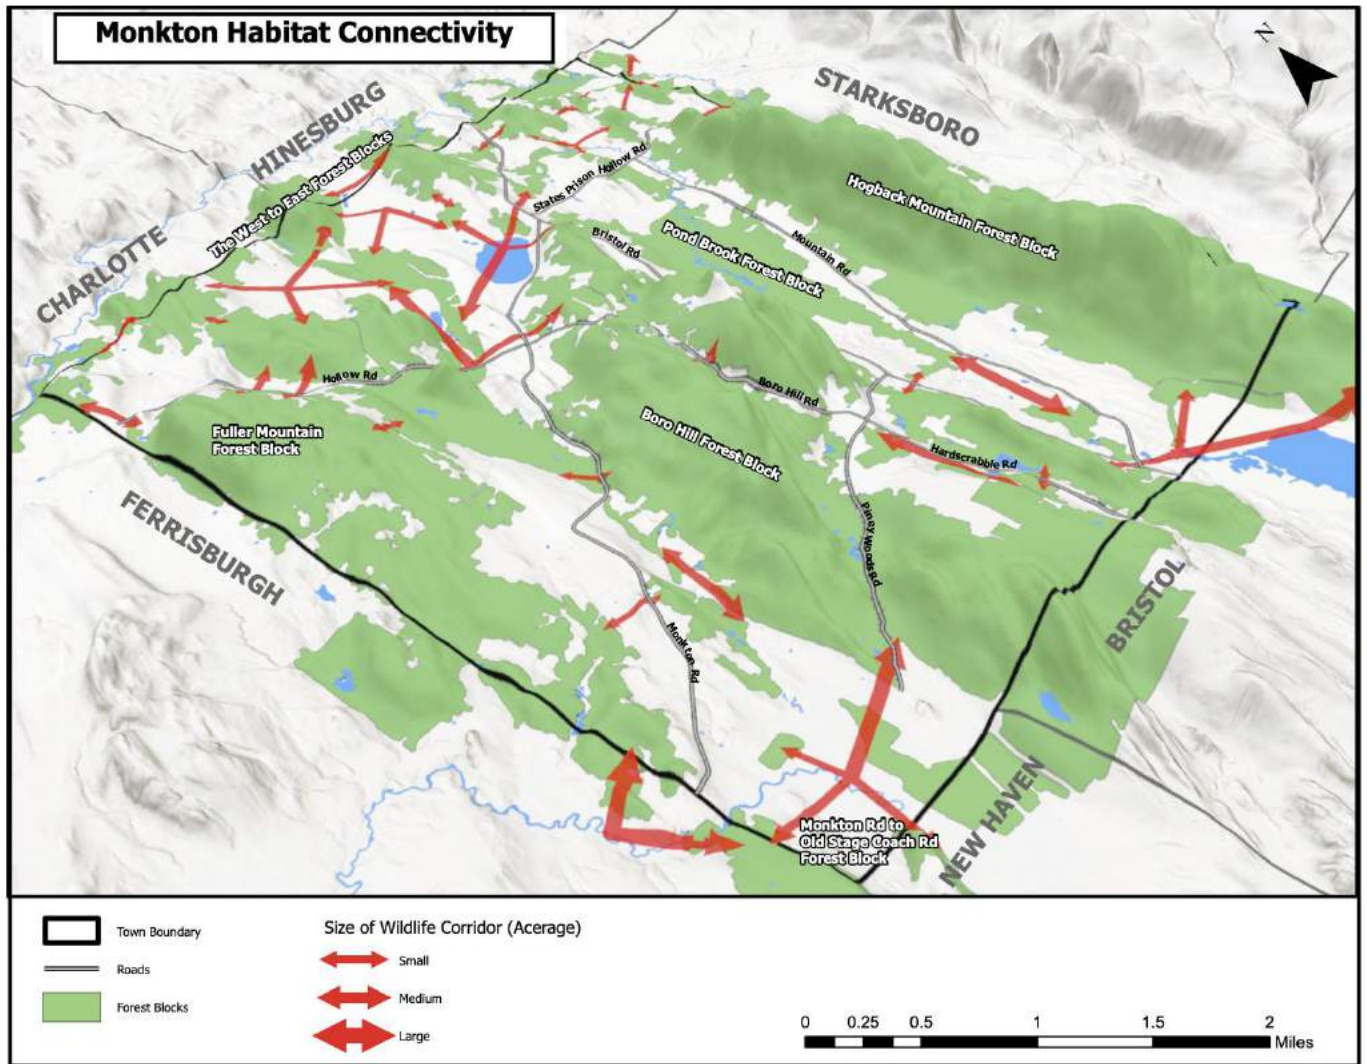 Monkton Habitat Connectivity
N
STARKSBORO
HINESBURG
CHARLOTTE
The West to East Forest Blocks
States Prison Hollow Rd
Hogback Mountain Forest Block
Bristol Rd
Pond Brook Forest Block
Mountain Rd
Hollow Rd
Boro Hill Rd
Fuller Mountain
Forest Block
Boro Hill Forest Block
Hardscrabble Rd
FERRISBURGH
Piney Woods Rd
BRISTOL
Monkton Rd
NEW HAVEN
Monkton Rd to
Old Stage Coach Rd
Forest Block
Town Boundary
Roads
Forest Blocks
Size of Wildlife Corridor (Acerage)
Small
Medium
Large
0 0.25 0.5 1 1.5 2
Miles